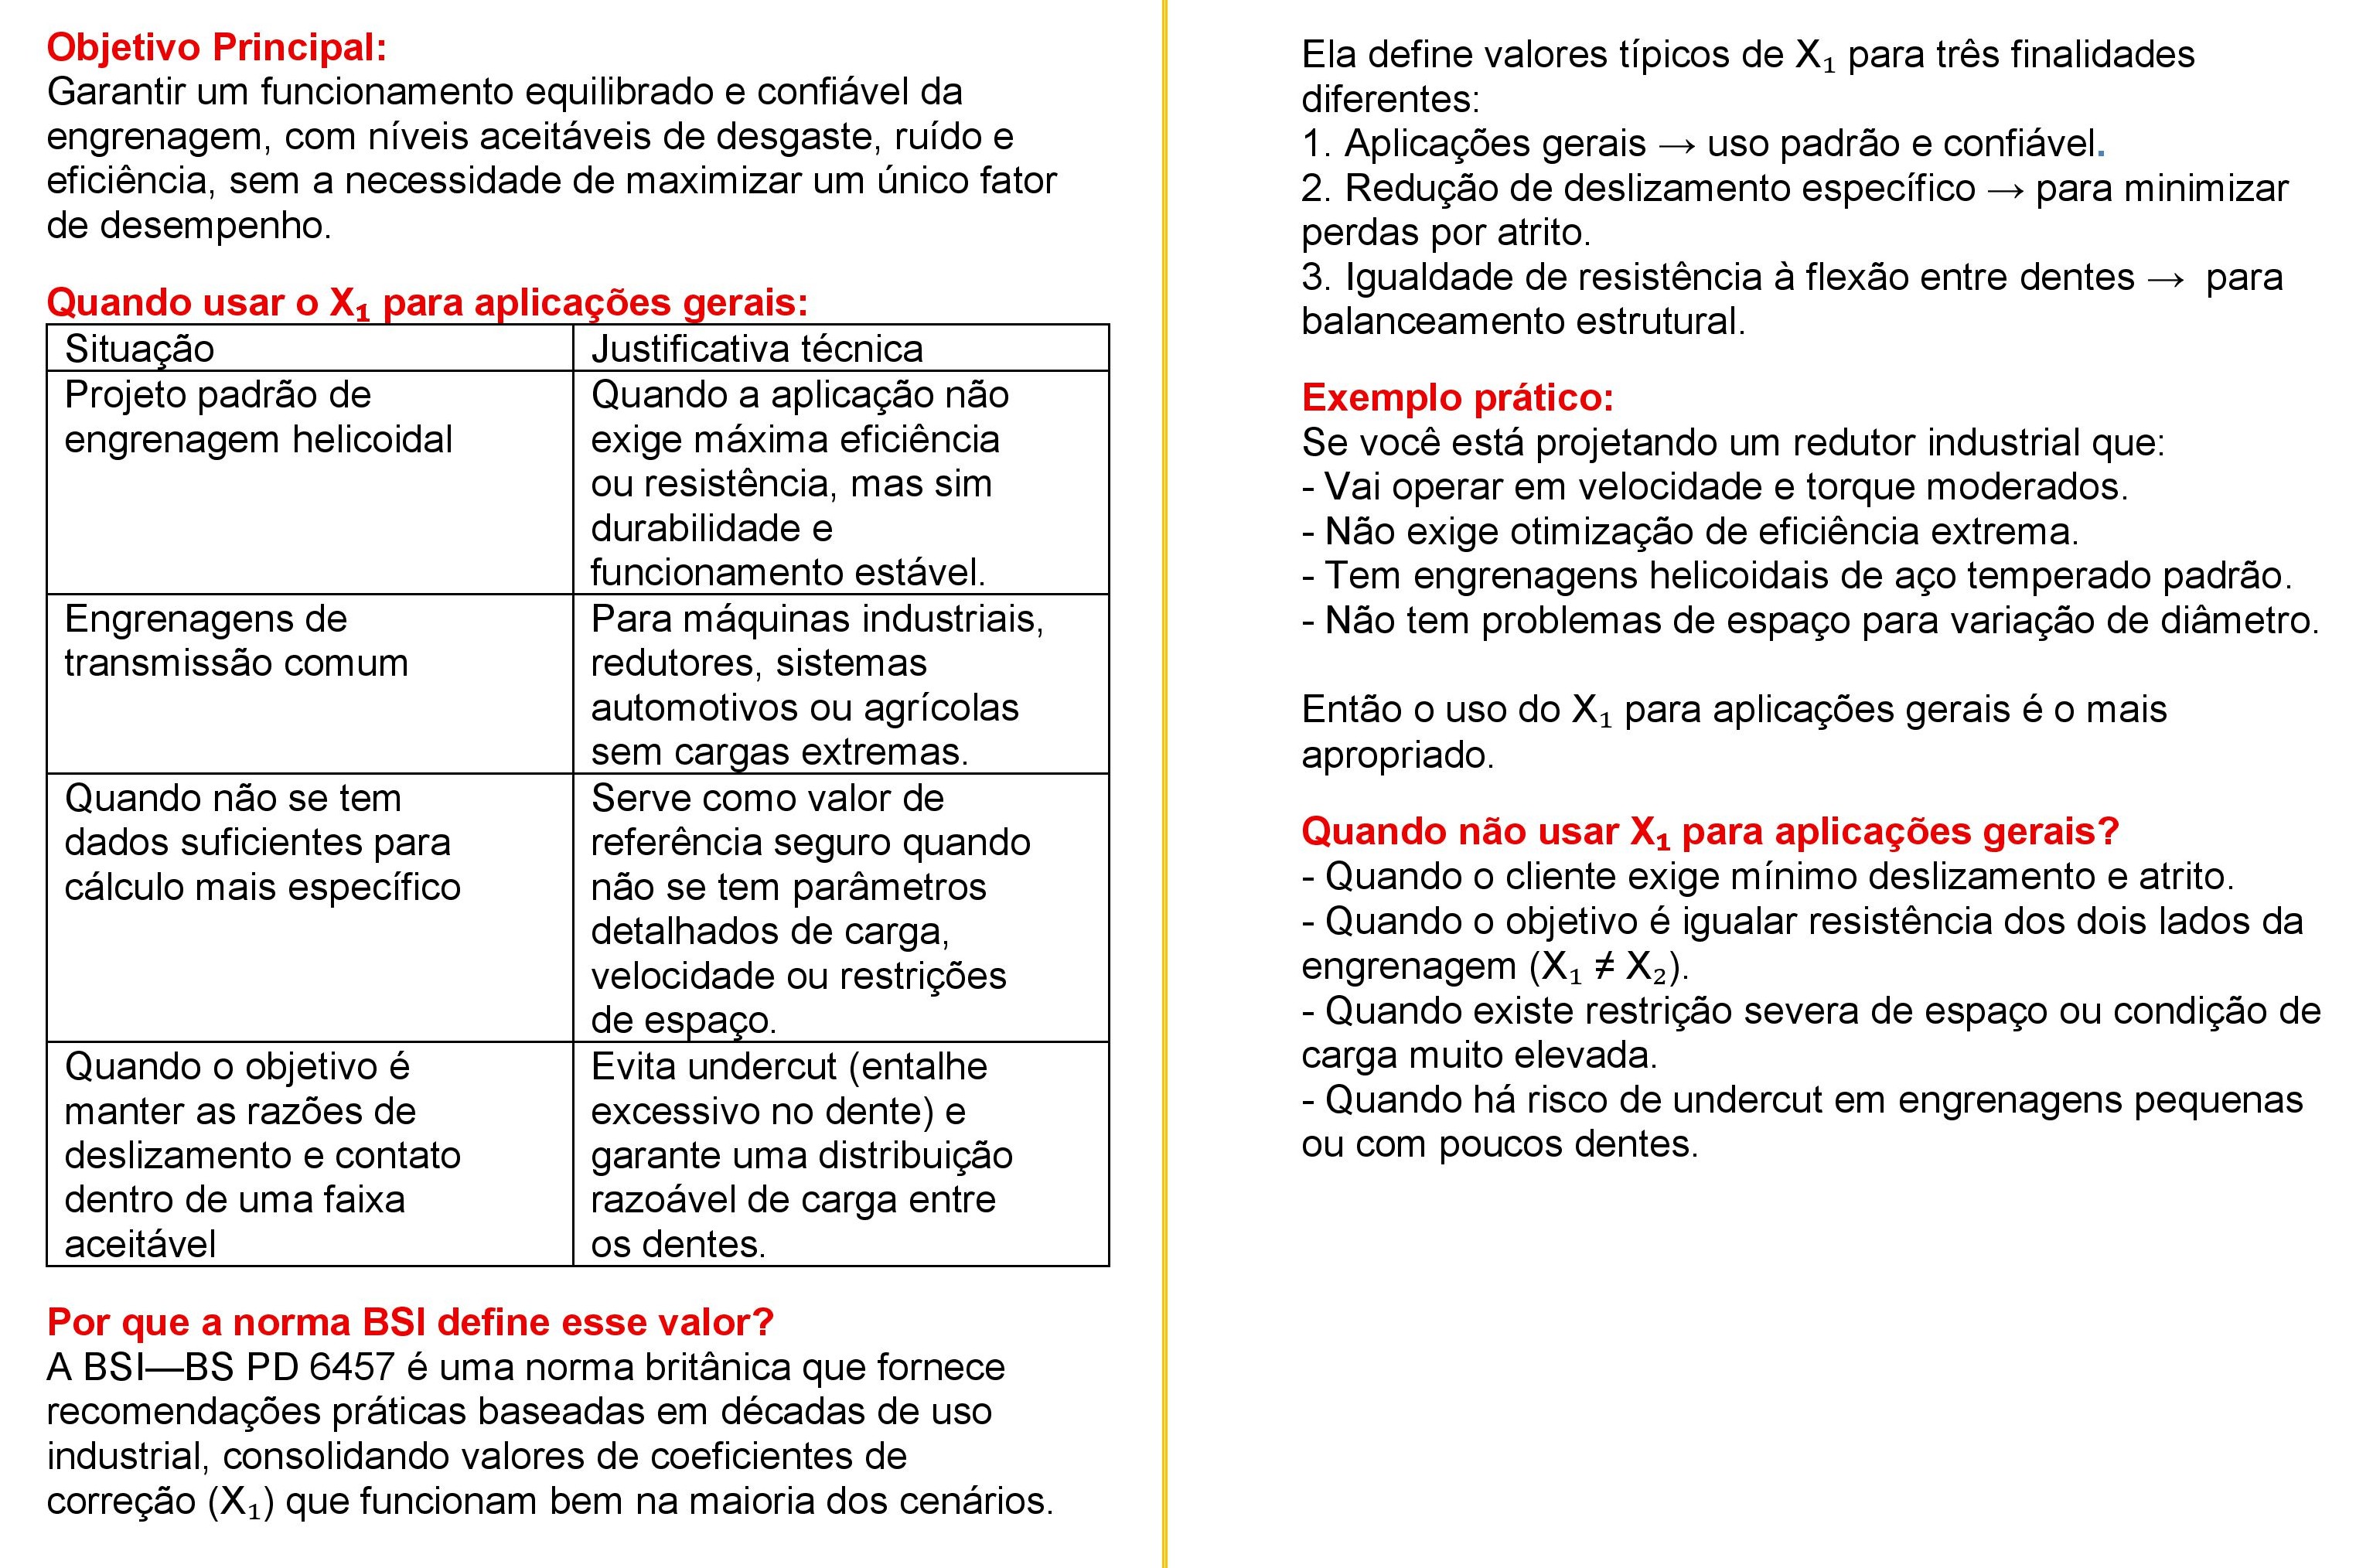 Objetivo Principal:
Garantir um funcionamento equilibrado e confiável da
engrenagem, com níveis aceitáveis de desgaste, ruído e
eficiência, sem a necessidade de maximizar um único fator
de desempenho.
Quando usar o X₁ para aplicações gerais:
Situação
Justificativa técnica
Projeto padrão de
engrenagem helicoidal
Quando a aplicação não
exige máxima eficiência
ou resistência, mas sim
durabilidade e
funcionamento estável.
Engrenagens de
transmissão comum
Para máquinas industriais,
redutores, sistemas
automotivos ou agrícolas
sem cargas extremas.
Quando não se tem
dados suficientes para
cálculo mais específico
Serve como valor de
referência seguro quando
não se tem parâmetros
detalhados de carga,
velocidade ou restrições
de espaço.
Quando o objetivo é
manter as razões de
deslizamento e contato
dentro de uma faixa
aceitável
Evita undercut (entalhe
excessivo no dente) e
garante uma distribuição
razoável de carga entre
os dentes.
Por que a norma BSI define esse valor?
A BSI—BS PD 6457 é uma norma britânica que fornece
recomendações práticas baseadas em décadas de uso
industrial, consolidando valores de coeficientes de
correção (X₁) que funcionam bem na maioria dos cenários.
Ela define valores típicos de X₁ para três finalidades
diferentes:
1. Aplicações gerais → uso padrão e confiável.
2. Redução de deslizamento específico → para minimizar
perdas por atrito.
3. Igualdade de resistência à flexão entre dentes → para
balanceamento estrutural.
Exemplo prático:
Se você está projetando um redutor industrial que:
- Vai operar em velocidade e torque moderados.
- Não exige otimização de eficiência extrema.
- Tem engrenagens helicoidais de aço temperado padrão.
- Não tem problemas de espaço para variação de diâmetro.
Então o uso do X₁ para aplicações gerais é o mais
apropriado.
Quando não usar X₁ para aplicações gerais?
- Quando o cliente exige mínimo deslizamento e atrito.
- Quando o objetivo é igualar resistência dos dois lados da
engrenagem (X₁ ≠ X₂).
- Quando existe restrição severa de espaço ou condição de
carga muito elevada.
- Quando há risco de undercut em engrenagens pequenas
ou com poucos dentes.